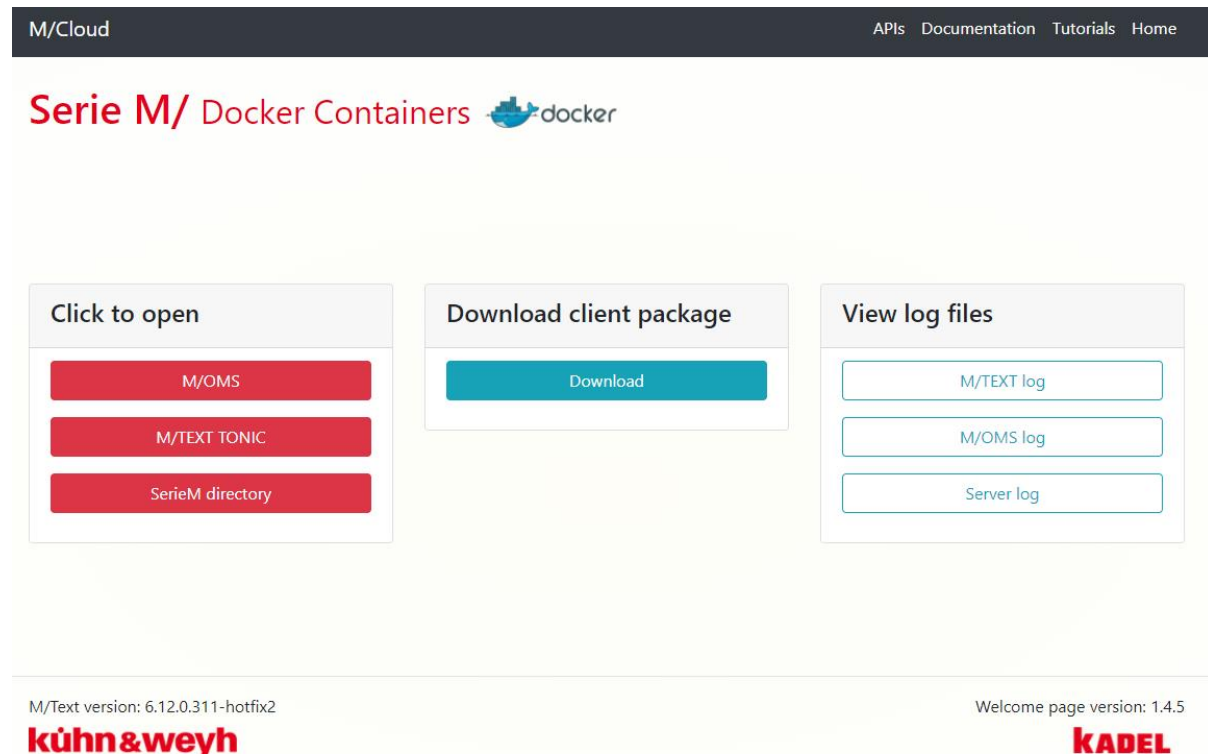 M/Cloud
APIs Documentation Tutorials Home
Serie M/ Docker Containers docker
Click to open
M/OMS
M/TEXT TONIC
SerieM directory
Download client package
Download
View log files
M/TEXT log
M/OMS log
Server log
M/Text version: 6.12.0.311-hotfix2
kühn&weyh
Welcome page version: 1.4.5
KADEL